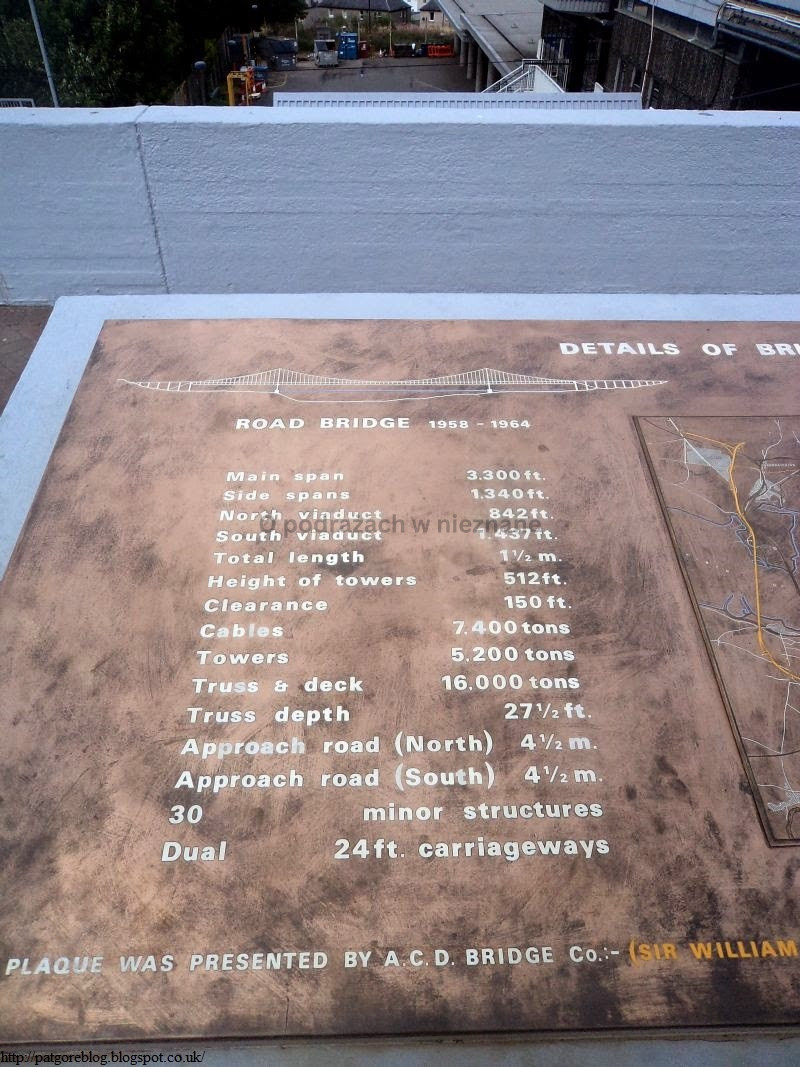 DETAILS OF
ROAD BRIDGE 1958 - 1964
Main span 3.300 ft.
Side spans 1.340 ft.
North viaduct 842 ft.
© podrazach w nieznane
South viaduct 1.437 ft.
Total length 1½ m.
Height of towers 512 ft.
Clearance 150 ft.
Cables 7.400 tons
Towers 5.200 tons
Truss & deck 16,000 tons
Truss depth 27½ ft.
Approach road (North) 4½ m.
Approach road (South) 4½ m.
30 minor structures
Dual 24 ft. carriageways
PLAQUE WAS PRESENTED BY A.C.D. BRIDGE Co.:- (SIR WILLIAM
http://patgoreblog.blogspot.co.uk/